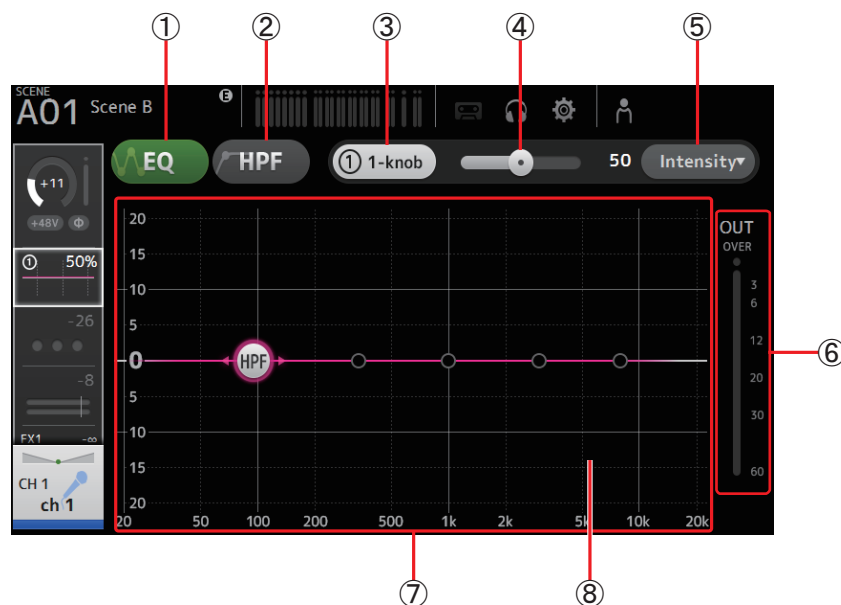 ① ② ③ ④ ⑤
SCENE
A01 Scene B E
EQ HPF ① 1-knob 50 Intensity▾
+11
+48V Φ
① 50%
-26
-8
FX1 -∞
CH 1
ch 1
20
15
10
5
0
5
10
15
20
HPF
20 50 100 200 500 1k 2k 5k 10k 20k
OUT
OVER
3
6
12
20
30
60
⑥
⑦ ⑧